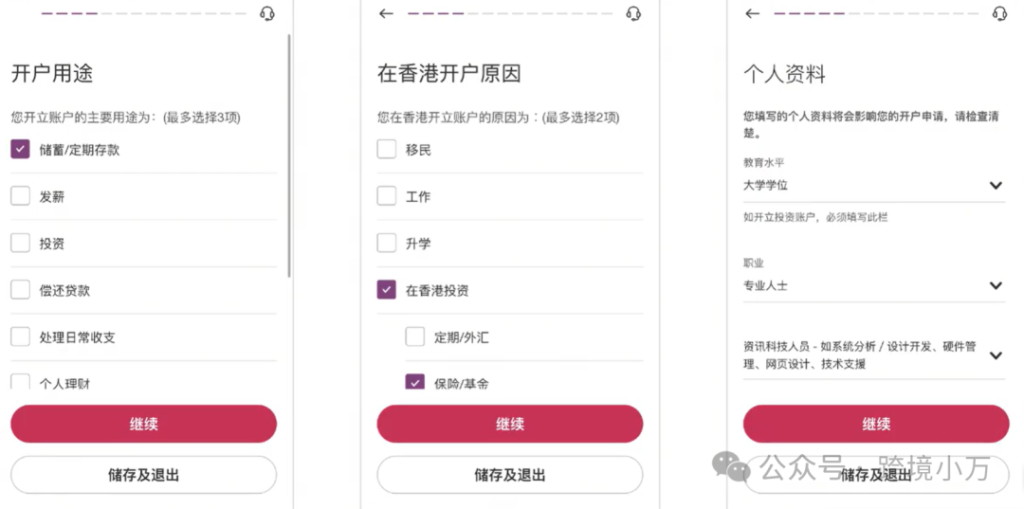 开户用途
您开立账户的主要用途为：(最多选择3项)
储蓄/定期存款
发薪
投资
偿还贷款
处理日常收支
个人理财
继续
储存及退出
在香港开户原因
您在香港开立账户的原因为：(最多选择2项)
移民
工作
升学
在香港投资
定期/外汇
保险/基金
继续
储存及退出
个人资料
您填写的个人资料将会影响您的开户申请，请检查清
楚。
教育水平
大学学位
如开立投资账户，必须填写此栏
职业
专业人士
资讯科技人员 - 如系统分析 / 设计开发、硬件管
理、网页设计、技术支援
继续
储存及退出
公众号 · 跨境小万